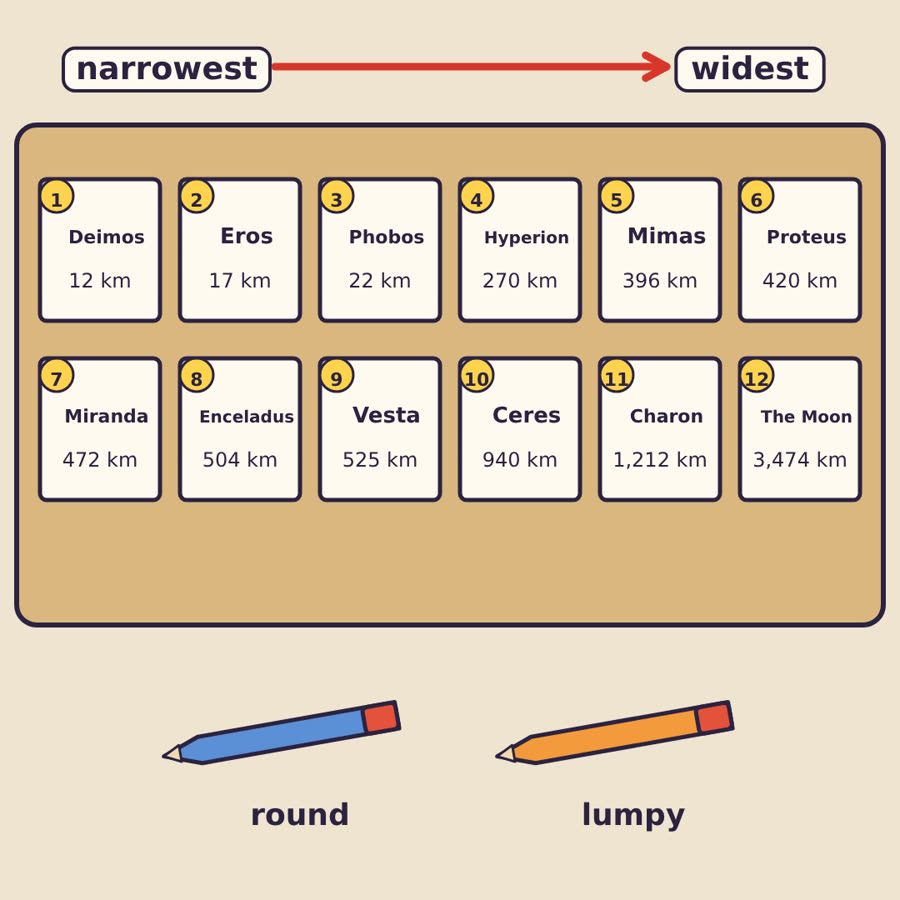 narrowest
widest
1
Deimos
12 km
2
Eros
17 km
3
Phobos
22 km
4
Hyperion
270 km
5
Mimas
396 km
6
Proteus
420 km
7
Miranda
472 km
8
Enceladus
504 km
9
Vesta
525 km
10
Ceres
940 km
11
Charon
1,212 km
12
The Moon
3,474 km
round
lumpy